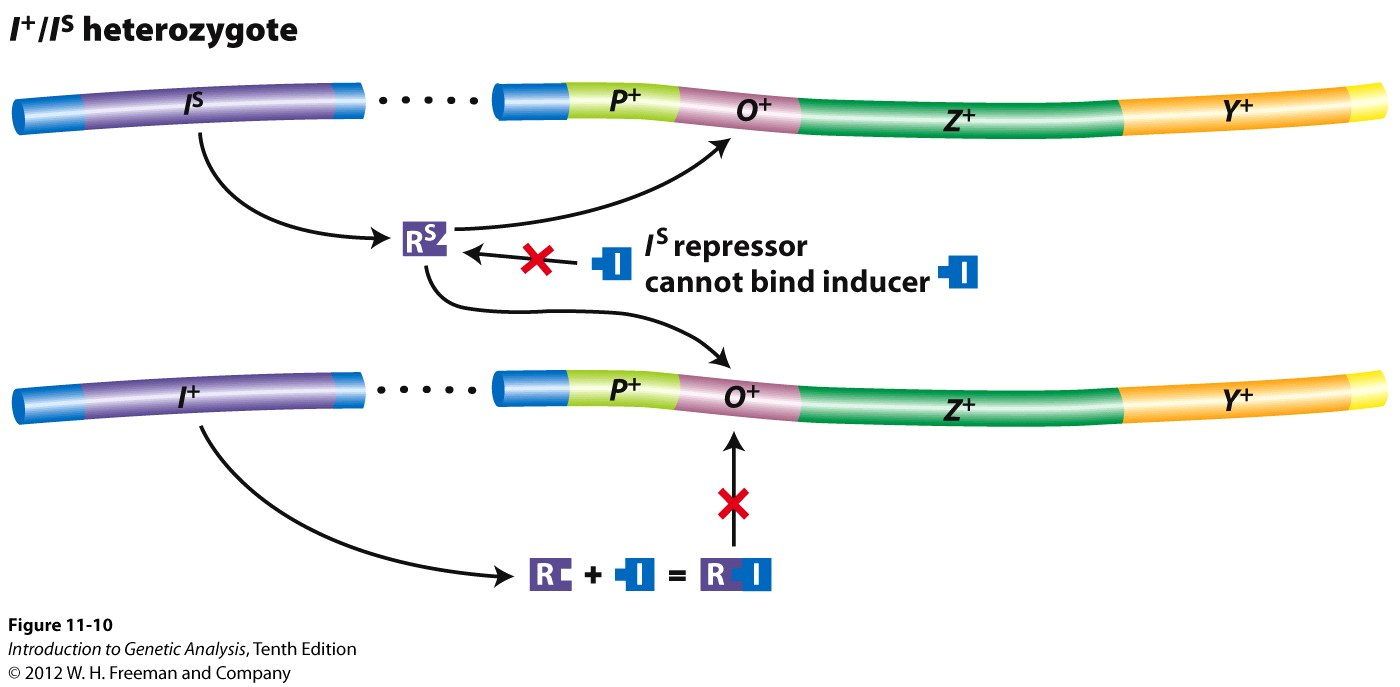 I⁺/Iˢ heterozygote
Iˢ
P⁺
O⁺
Z⁺
Y⁺
Rˢ
I
Iˢ repressor
cannot bind inducer I
I⁺
P⁺
O⁺
Z⁺
Y⁺
R + I = R I
Figure 11-10
Introduction to Genetic Analysis, Tenth Edition
© 2012 W. H. Freeman and Company